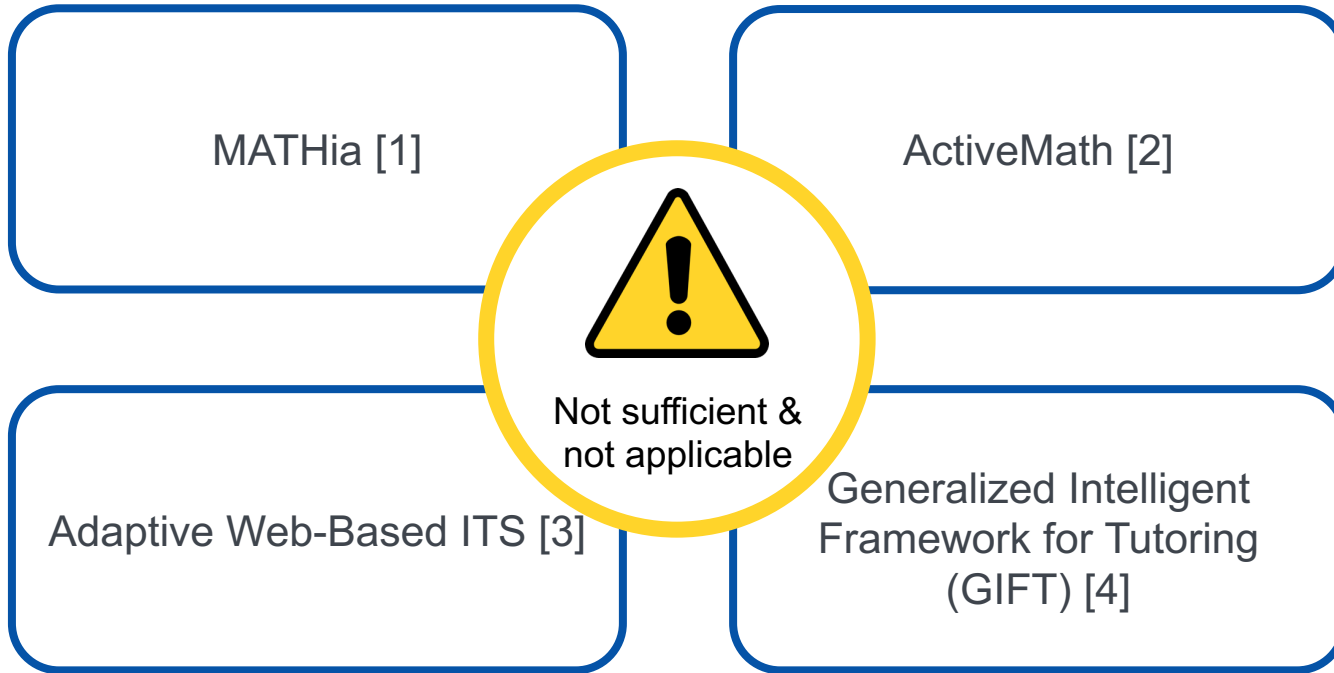 MATHia [1]
ActiveMath [2]
Not sufficient &
not applicable
Adaptive Web-Based ITS [3]
Generalized Intelligent
Framework for Tutoring
(GIFT) [4]